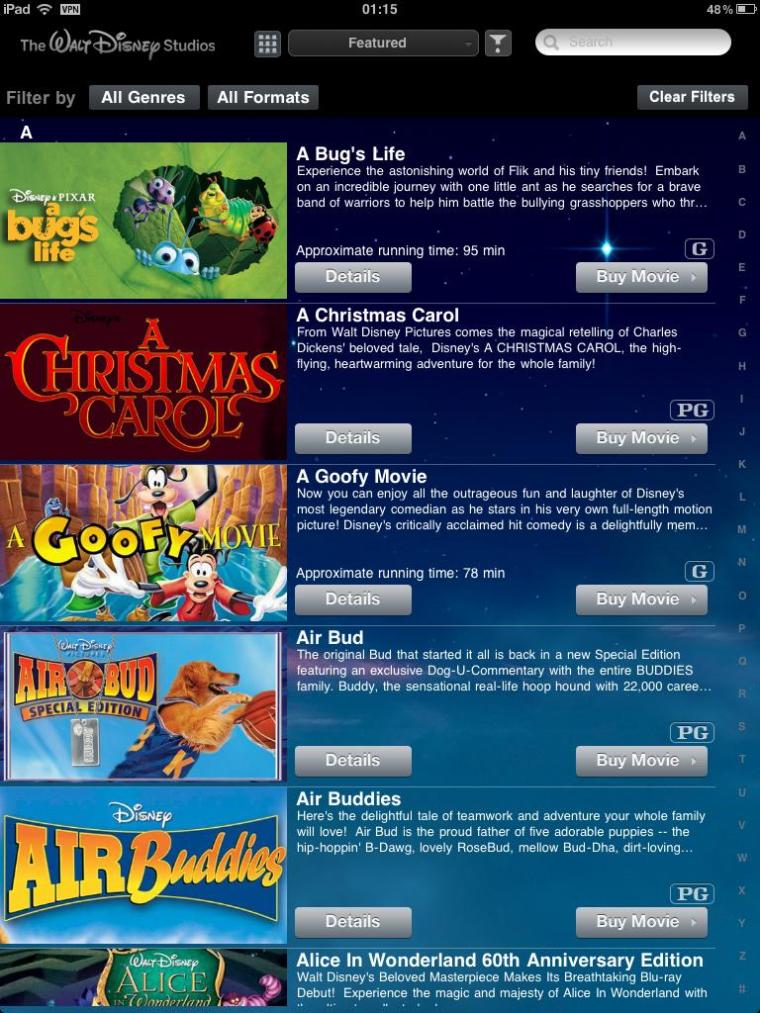 iPad VPN 01:15 48%
The WALT DISNEY Studios
Featured
Search
Filter by All Genres All Formats Clear Filters
A
DISNEY · PIXAR
a
bug's
life
A Bug's Life
Experience the astonishing world of Flik and his tiny friends! Embark
on an incredible journey with one little ant as he searches for a brave
band of warriors to help him battle the bullying grasshoppers who thr...
Approximate running time: 95 min
G
Details Buy Movie
Disney's
A
CHRISTMAS
CAROL
A Christmas Carol
From Walt Disney Pictures comes the magical retelling of Charles
Dickens' beloved tale, Disney's A CHRISTMAS CAROL, the high-
flying, heartwarming adventure for the whole family!
PG
Details Buy Movie
A GOOFY MOVIE
A Goofy Movie
Now you can enjoy all the outrageous fun and laughter of Disney's
most legendary comedian as he stars in his very own full-length motion
picture! Disney's critically acclaimed hit comedy is a delightfully mem...
Approximate running time: 78 min
G
Details Buy Movie
WALT DISNEY
PICTURES
AIR BUD
SPECIAL EDITION
Air Bud
The original Bud that started it all is back in a new Special Edition
featuring an exclusive Dog-U-Commentary with the entire BUDDIES
family. Buddy, the sensational real-life hoop hound with 22,000 caree...
PG
Details Buy Movie
DISNEY
AIR Buddies
Air Buddies
Here's the delightful tale of teamwork and adventure your whole family
will love! Air Bud is the proud father of five adorable puppies -- the
hip-hoppin' B-Dawg, lovely RoseBud, mellow Bud-Dha, dirt-loving...
PG
Details Buy Movie
WALT DISNEY
ALICE
IN Wonderland
Alice In Wonderland 60th Anniversary Edition
Walt Disney's Beloved Masterpiece Makes Its Breathtaking Blu-ray
Debut! Experience the magic and majesty of Alice In Wonderland with
A
B
C
D
E
F
G
H
I
J
K
L
M
N
O
P
Q
R
S
T
U
V
W
X
Y
Z
#